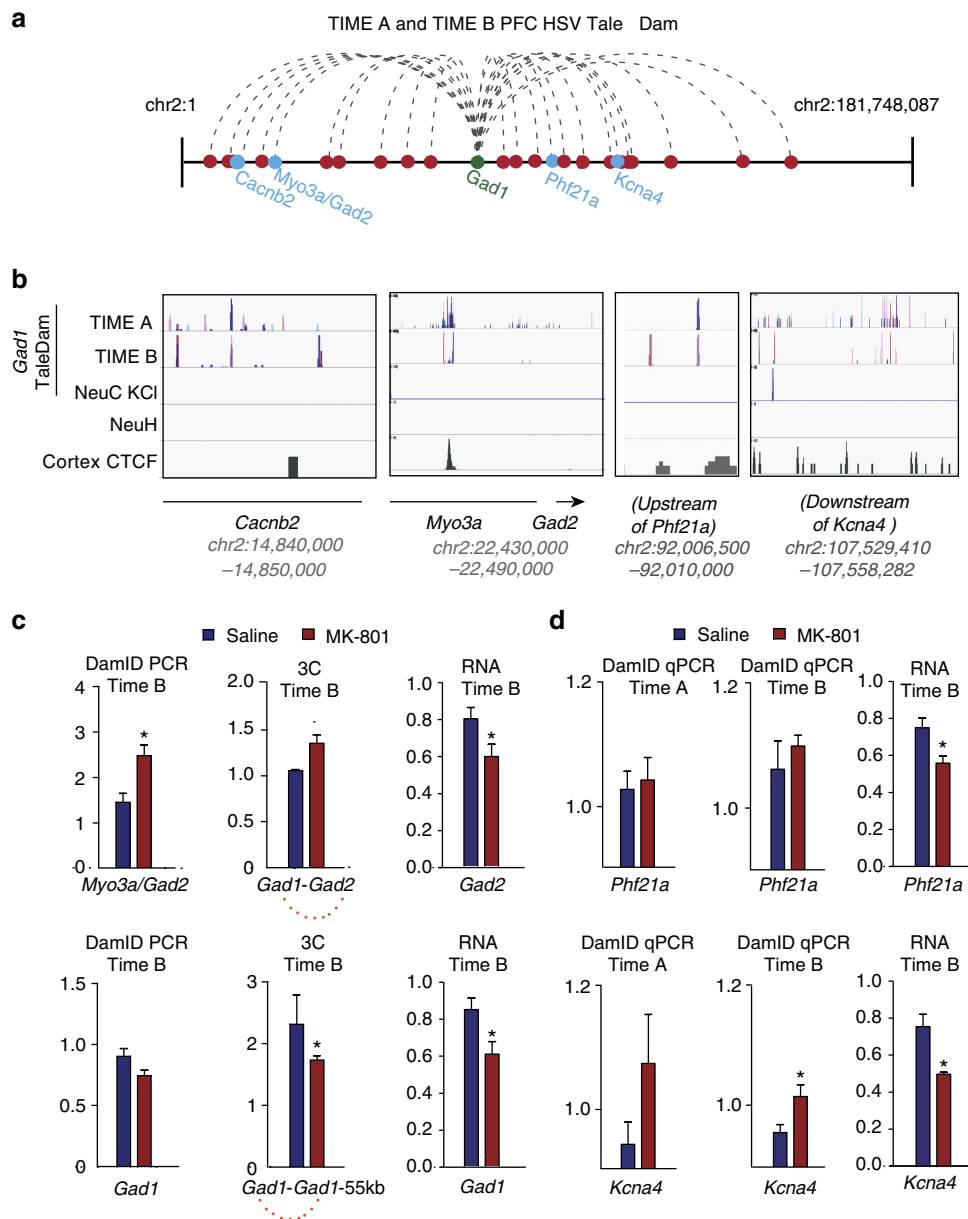 a
TIME A and TIME B PFC HSV Tale Dam
chr2:1
chr2:181,748,087
Cacnb2
Myo3a/Gad2
Gad1
Phf21a
Kcna4
b
Gad1
TaleDam
TIME A
TIME B
NeuC KCl
NeuH
Cortex CTCF
Cacnb2
chr2:14,840,000
–14,850,000
Myo3a Gad2
chr2:22,430,000
–22,490,000
(Upstream
of Phf21a)
chr2:92,006,500
–92,010,000
(Downstream
of Kcna4 )
chr2:107,529,410
–107,558,282
c
Saline MK-801
DamID PCR
Time B
4
3
2
1
0
*
Myo3a/Gad2
3C
Time B
2.0
1.5
1.0
0.5
0
Gad1-Gad2
RNA
Time B
1.0
0.8
0.6
0.4
0.2
0.0
*
Gad2
DamID PCR
Time B
1.5
1.0
0.5
0
Gad1
3C
Time B
3
2
1
0
*
Gad1-Gad1-55kb
RNA
Time B
1.0
0.8
0.6
0.4
0.2
0.0
*
Gad1
d
Saline MK-801
DamID qPCR
Time A
1.2
1.0
Phf21a
DamID qPCR
Time B
1.2
1.0
Phf21a
RNA
Time B
1.0
0.8
0.6
0.4
0.2
0.0
*
Phf21a
DamID qPCR
Time A
1.2
1.0
Kcna4
DamID qPCR
Time B
1.2
1.0
*
Kcna4
RNA
Time B
1.0
0.8
0.6
0.4
0.2
0.0
*
Kcna4